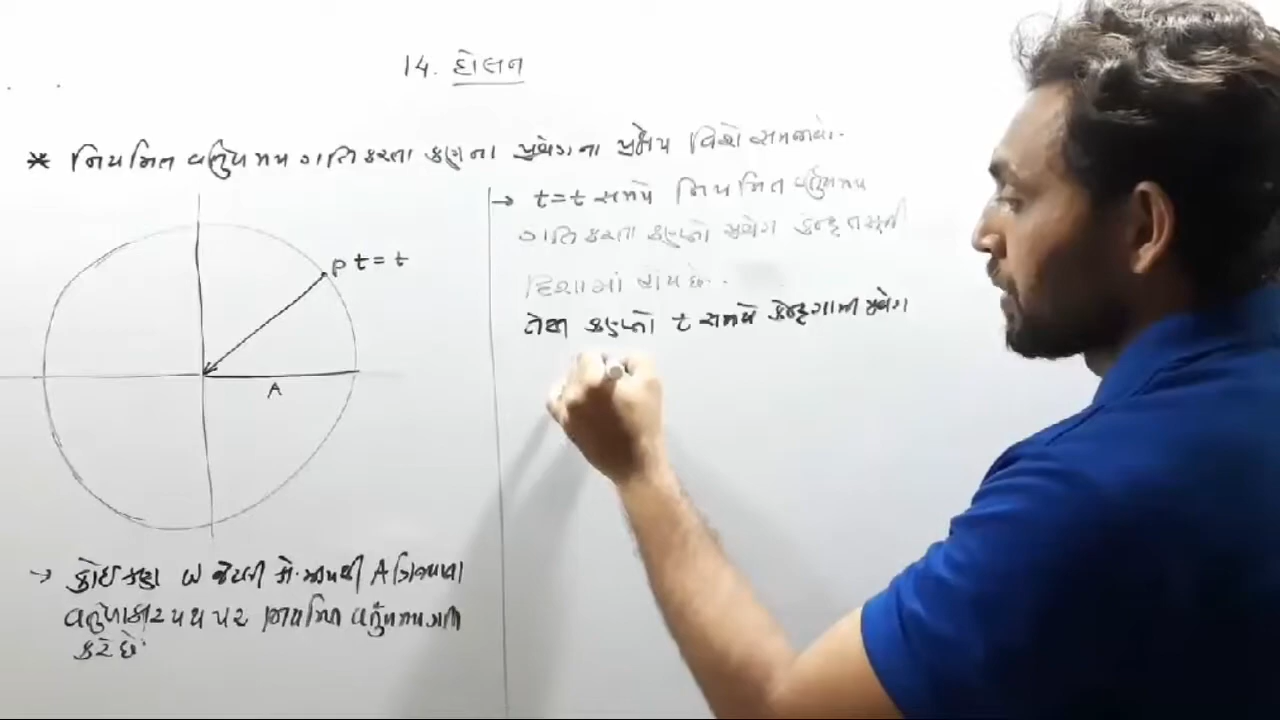 14. દોલન
* નિયમિત વર્તુળમય ગતિ કરતા કણના પ્રવેગના પ્રક્ષેપ વિશે સમજાવો.
P t = t
A
→ t = t સમયે નિયમિત વર્તુળમય
ગતિ કરતા કણનો પ્રવેગ કેન્દ્ર તરફની
દિશામાં હોય છે.
તેથી કણનો t સમયે કેન્દ્રગામી પ્રવેગ
→ કોઈ કણ ω જેટલી કો.ઝડપથી A ત્રિજ્યાના
વર્તુળાકાર પથ પર નિયમિત વર્તુળમય ગતિ
કરે છે.